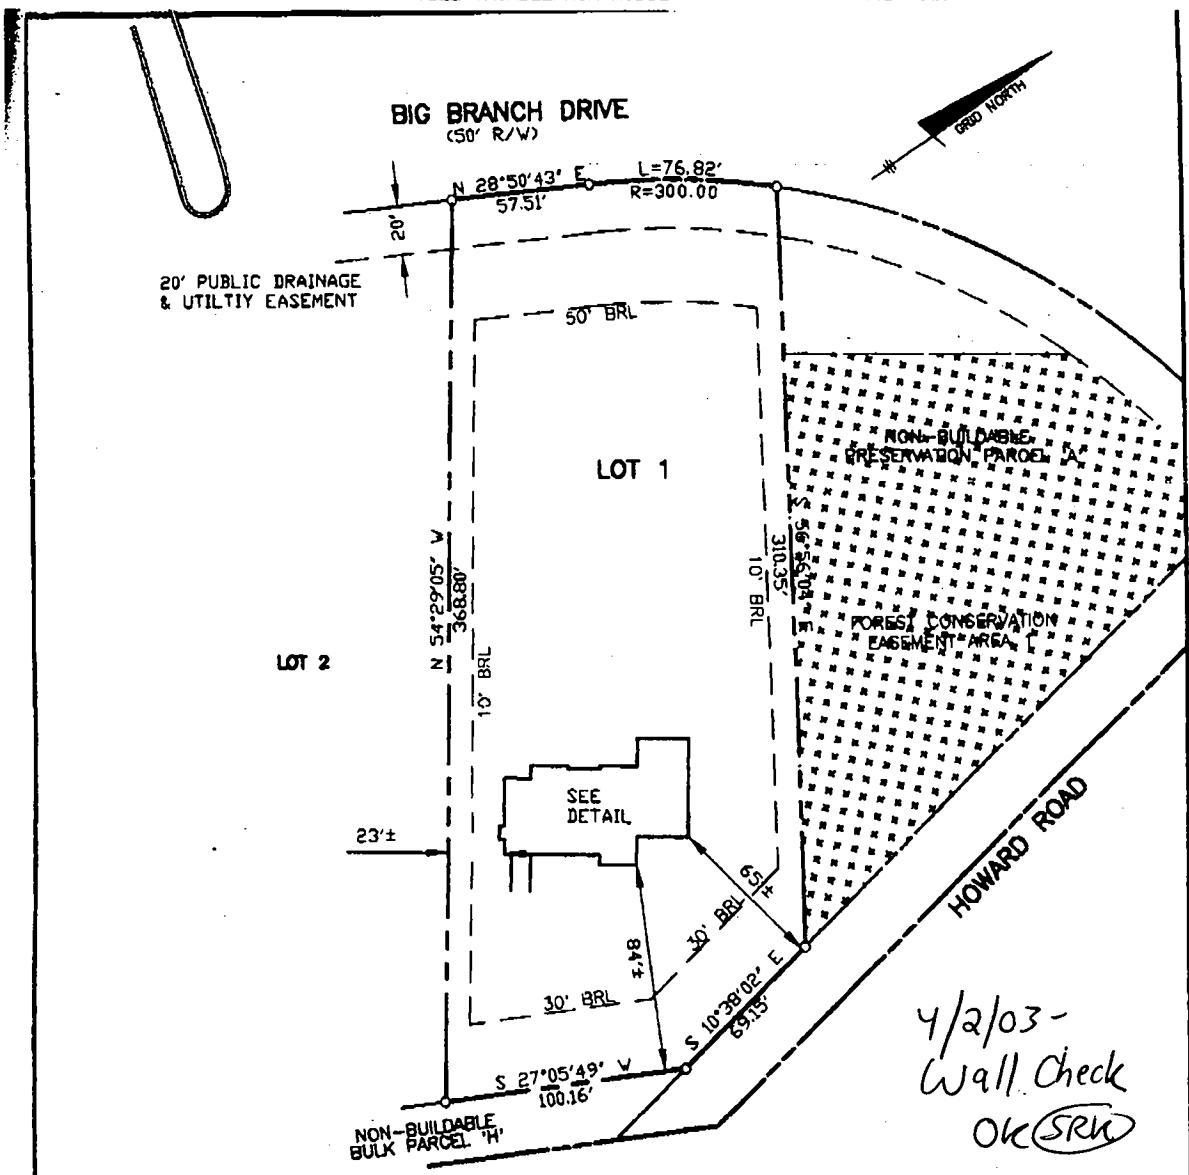 BIG BRANCH DRIVE
(50' R/W)
GRID NORTH
N 28°50'43" E
57.51'
L=76.82'
R=300.00
20'
20' PUBLIC DRAINAGE
& UTILTIY EASEMENT
50' BRL
LOT 1
NON-BUILDABLE
PRESERVATION PARCEL 'A'
N 54°29'05" W
368.80'
S 56°56'04" E
310.35'
10' BRL
FOREST CONSERVATION
EASEMENT AREA 1
LOT 2
10' BRL
SEE
DETAIL
23'±
65'±
HOWARD ROAD
30' BRL
84'±
30' BRL
S 10°38'02" E
69.15'
S 27°05'49" W
100.16'
NON-BUILDABLE
BULK PARCEL 'H'
4/2/03-
Wall Check
OK SRK